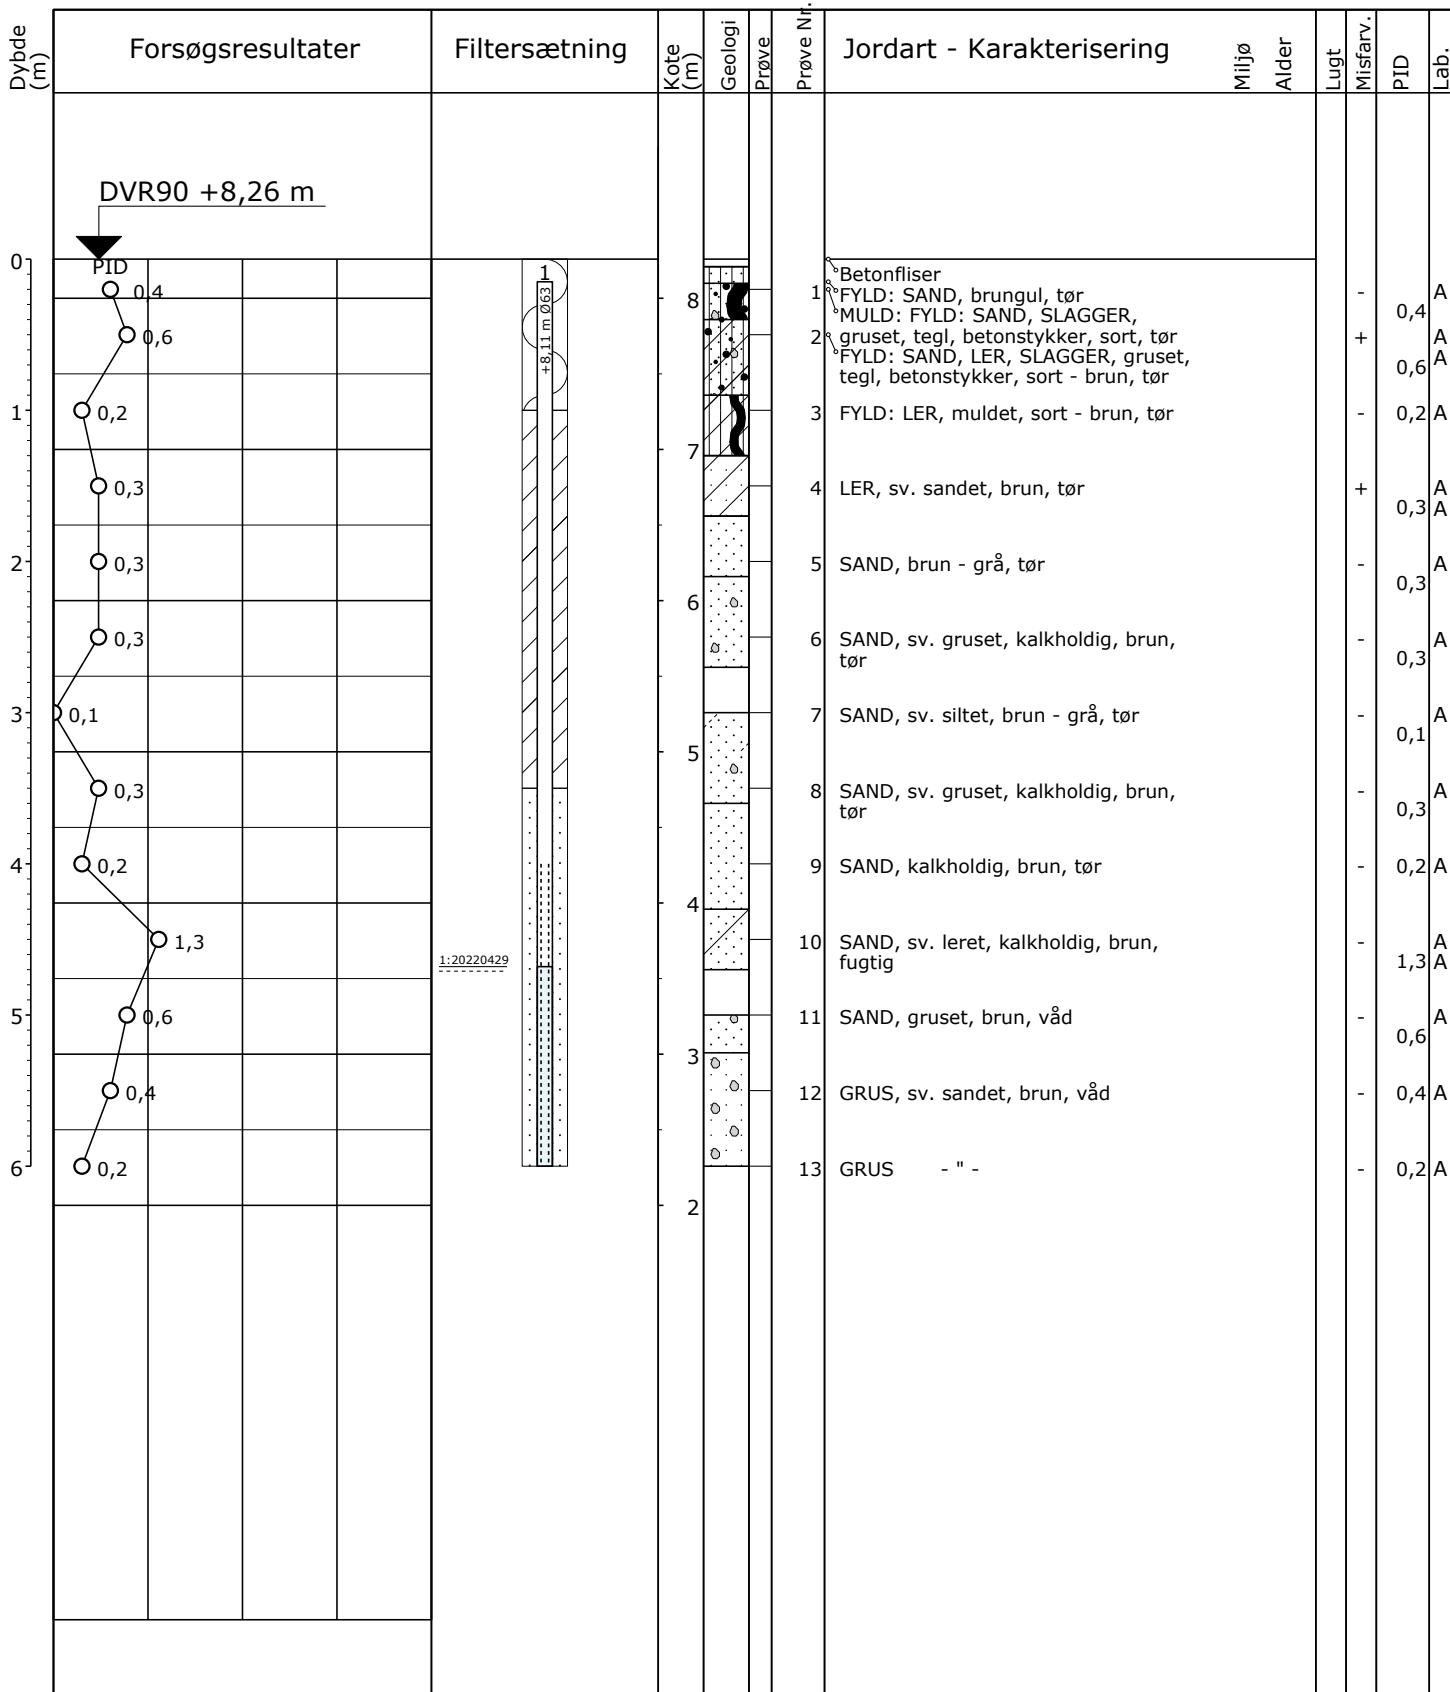 Dybde (m)
Forsøgsresultater
Filtersætning
Kote (m)
Geologi
Prøve
Prøve Nr.
Jordart - Karakterisering
Miljø
Alder
Lugt
Misfarv.
PID
Lab.
DVR90 +8,26 m
PID
0
1
2
3
4
5
6
0,4
0,6
0,2
0,3
0,3
0,3
0,1
0,3
0,2
1,3
0,6
0,4
0,2
1
+8,11 m Ø63
1:20220429
8
7
6
5
4
3
2
Betonfliser
1 FYLD: SAND, brungul, tør - 0,4 A
MULD: FYLD: SAND, SLAGGER,
2 gruset, tegl, betonstykker, sort, tør + A
FYLD: SAND, LER, SLAGGER, gruset, 0,6 A
tegl, betonstykker, sort - brun, tør
3 FYLD: LER, muldet, sort - brun, tør - 0,2 A
4 LER, sv. sandet, brun, tør + A
0,3 A
5 SAND, brun - grå, tør - A
0,3
6 SAND, sv. gruset, kalkholdig, brun, - A
tør 0,3
7 SAND, sv. siltet, brun - grå, tør - A
0,1
8 SAND, sv. gruset, kalkholdig, brun, - A
tør 0,3
9 SAND, kalkholdig, brun, tør - 0,2 A
10 SAND, sv. leret, kalkholdig, brun, - A
fugtig 1,3 A
11 SAND, gruset, brun, våd - A
0,6
12 GRUS, sv. sandet, brun, våd - 0,4 A
13 GRUS - " - - 0,2 A